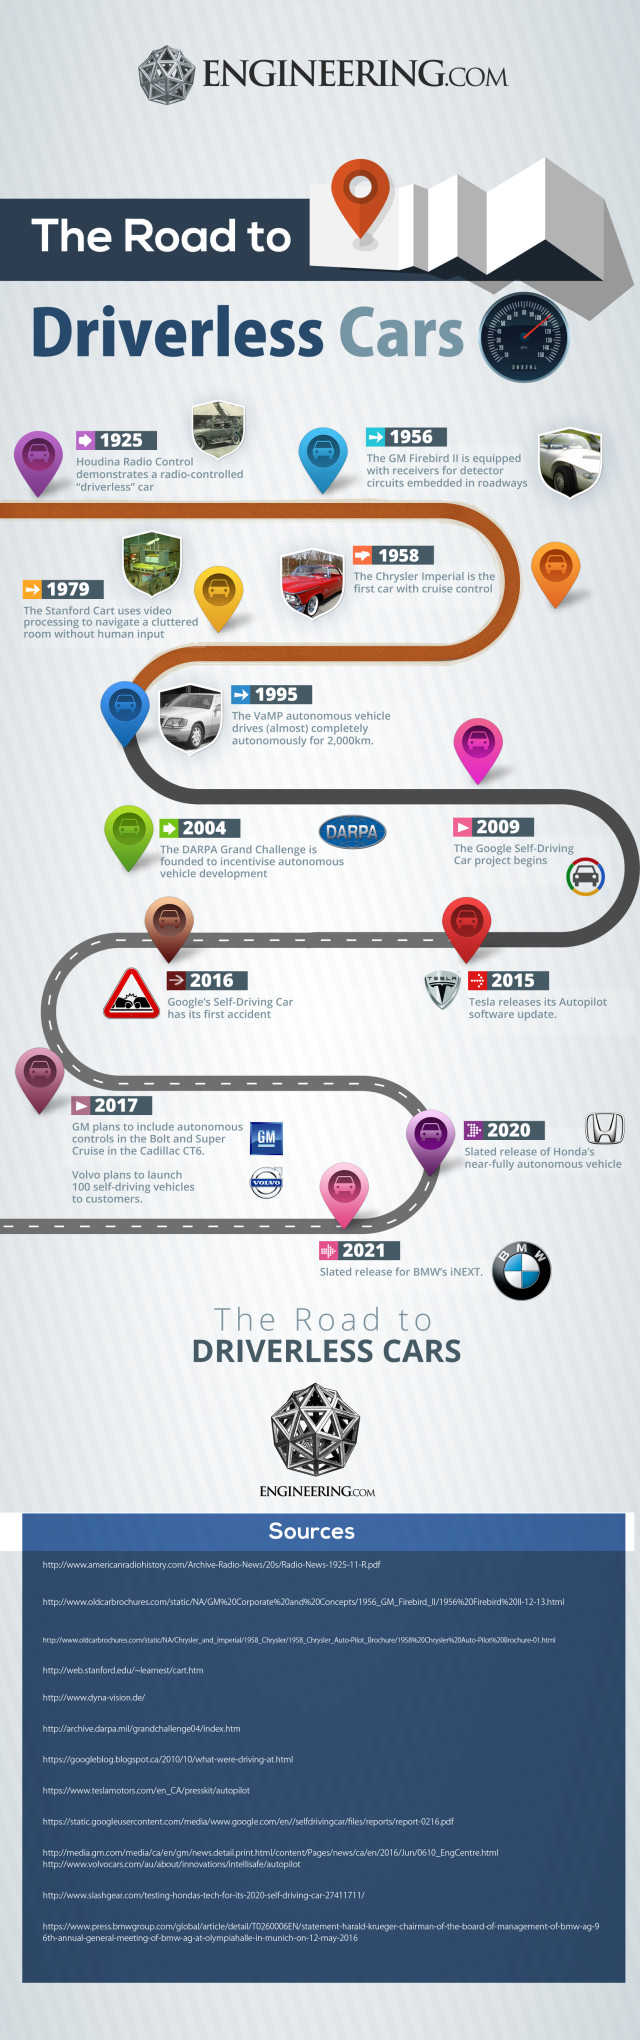 ENGINEERING.COM
The Road to
Driverless Cars
1925
Houdina Radio Control
demonstrates a radio-controlled
"driverless" car
1956
The GM Firebird II is equipped
with receivers for detector
circuits embedded in roadways
1958
The Chrysler Imperial is the
first car with cruise control
1979
The Stanford Cart uses video
processing to navigate a cluttered
room without human input
1995
The VaMP autonomous vehicle
drives (almost) completely
autonomously for 2,000km.
2004
The DARPA Grand Challenge is
founded to incentivise autonomous
vehicle development
DARPA
2009
The Google Self-Driving
Car project begins
2016
Google's Self-Driving Car
has its first accident
TESLA
2015
Tesla releases its Autopilot
software update.
2017
GM plans to include autonomous
controls in the Bolt and Super
Cruise in the Cadillac CT6.
GM
Volvo plans to launch
100 self-driving vehicles
to customers.
VOLVO
2020
Slated release of Honda's
near-fully autonomous vehicle
2021
Slated release for BMW's iNEXT.
BMW
The Road to
DRIVERLESS CARS
ENGINEERING.COM
Sources
http://www.americanradiohistory.com/Archive-Radio-News/20s/Radio-News-1925-11-R.pdf
http://www.oldcarbrochures.com/static/NA/GM%20Corporate%20and%20Concepts/1956_GM_Firebird_II/1956%20Firebird%20II-12-13.html
http://www.oldcarbrochures.com/static/NA/Chrysler_and_Imperial/1958_Chrysler/1958_Chrysler_Auto-Pilot_Brochure/1958%20Chrysler%20Auto-Pilot%20Brochure-01.html
http://web.stanford.edu/~learnest/cart.htm
http://www.dyna-vision.de/
http://archive.darpa.mil/grandchallenge04/index.htm
https://googleblog.blogspot.ca/2010/10/what-were-driving-at.html
https://www.teslamotors.com/en_CA/presskit/autopilot
https://static.googleusercontent.com/media/www.google.com/en//selfdrivingcar/files/reports/report-0216.pdf
http://media.gm.com/media/ca/en/gm/news.detail.print.html/content/Pages/news/ca/en/2016/Jun/0610_EngCentre.html
http://www.volvocars.com/au/about/innovations/intellisafe/autopilot
http://www.slashgear.com/testing-hondas-tech-for-its-2020-self-driving-car-27411711/
https://www.press.bmwgroup.com/global/article/detail/T0260006EN/statement-harald-krueger-chairman-of-the-board-of-management-of-bmw-ag-9
6th-annual-general-meeting-of-bmw-ag-at-olympiahalle-in-munich-on-12-may-2016